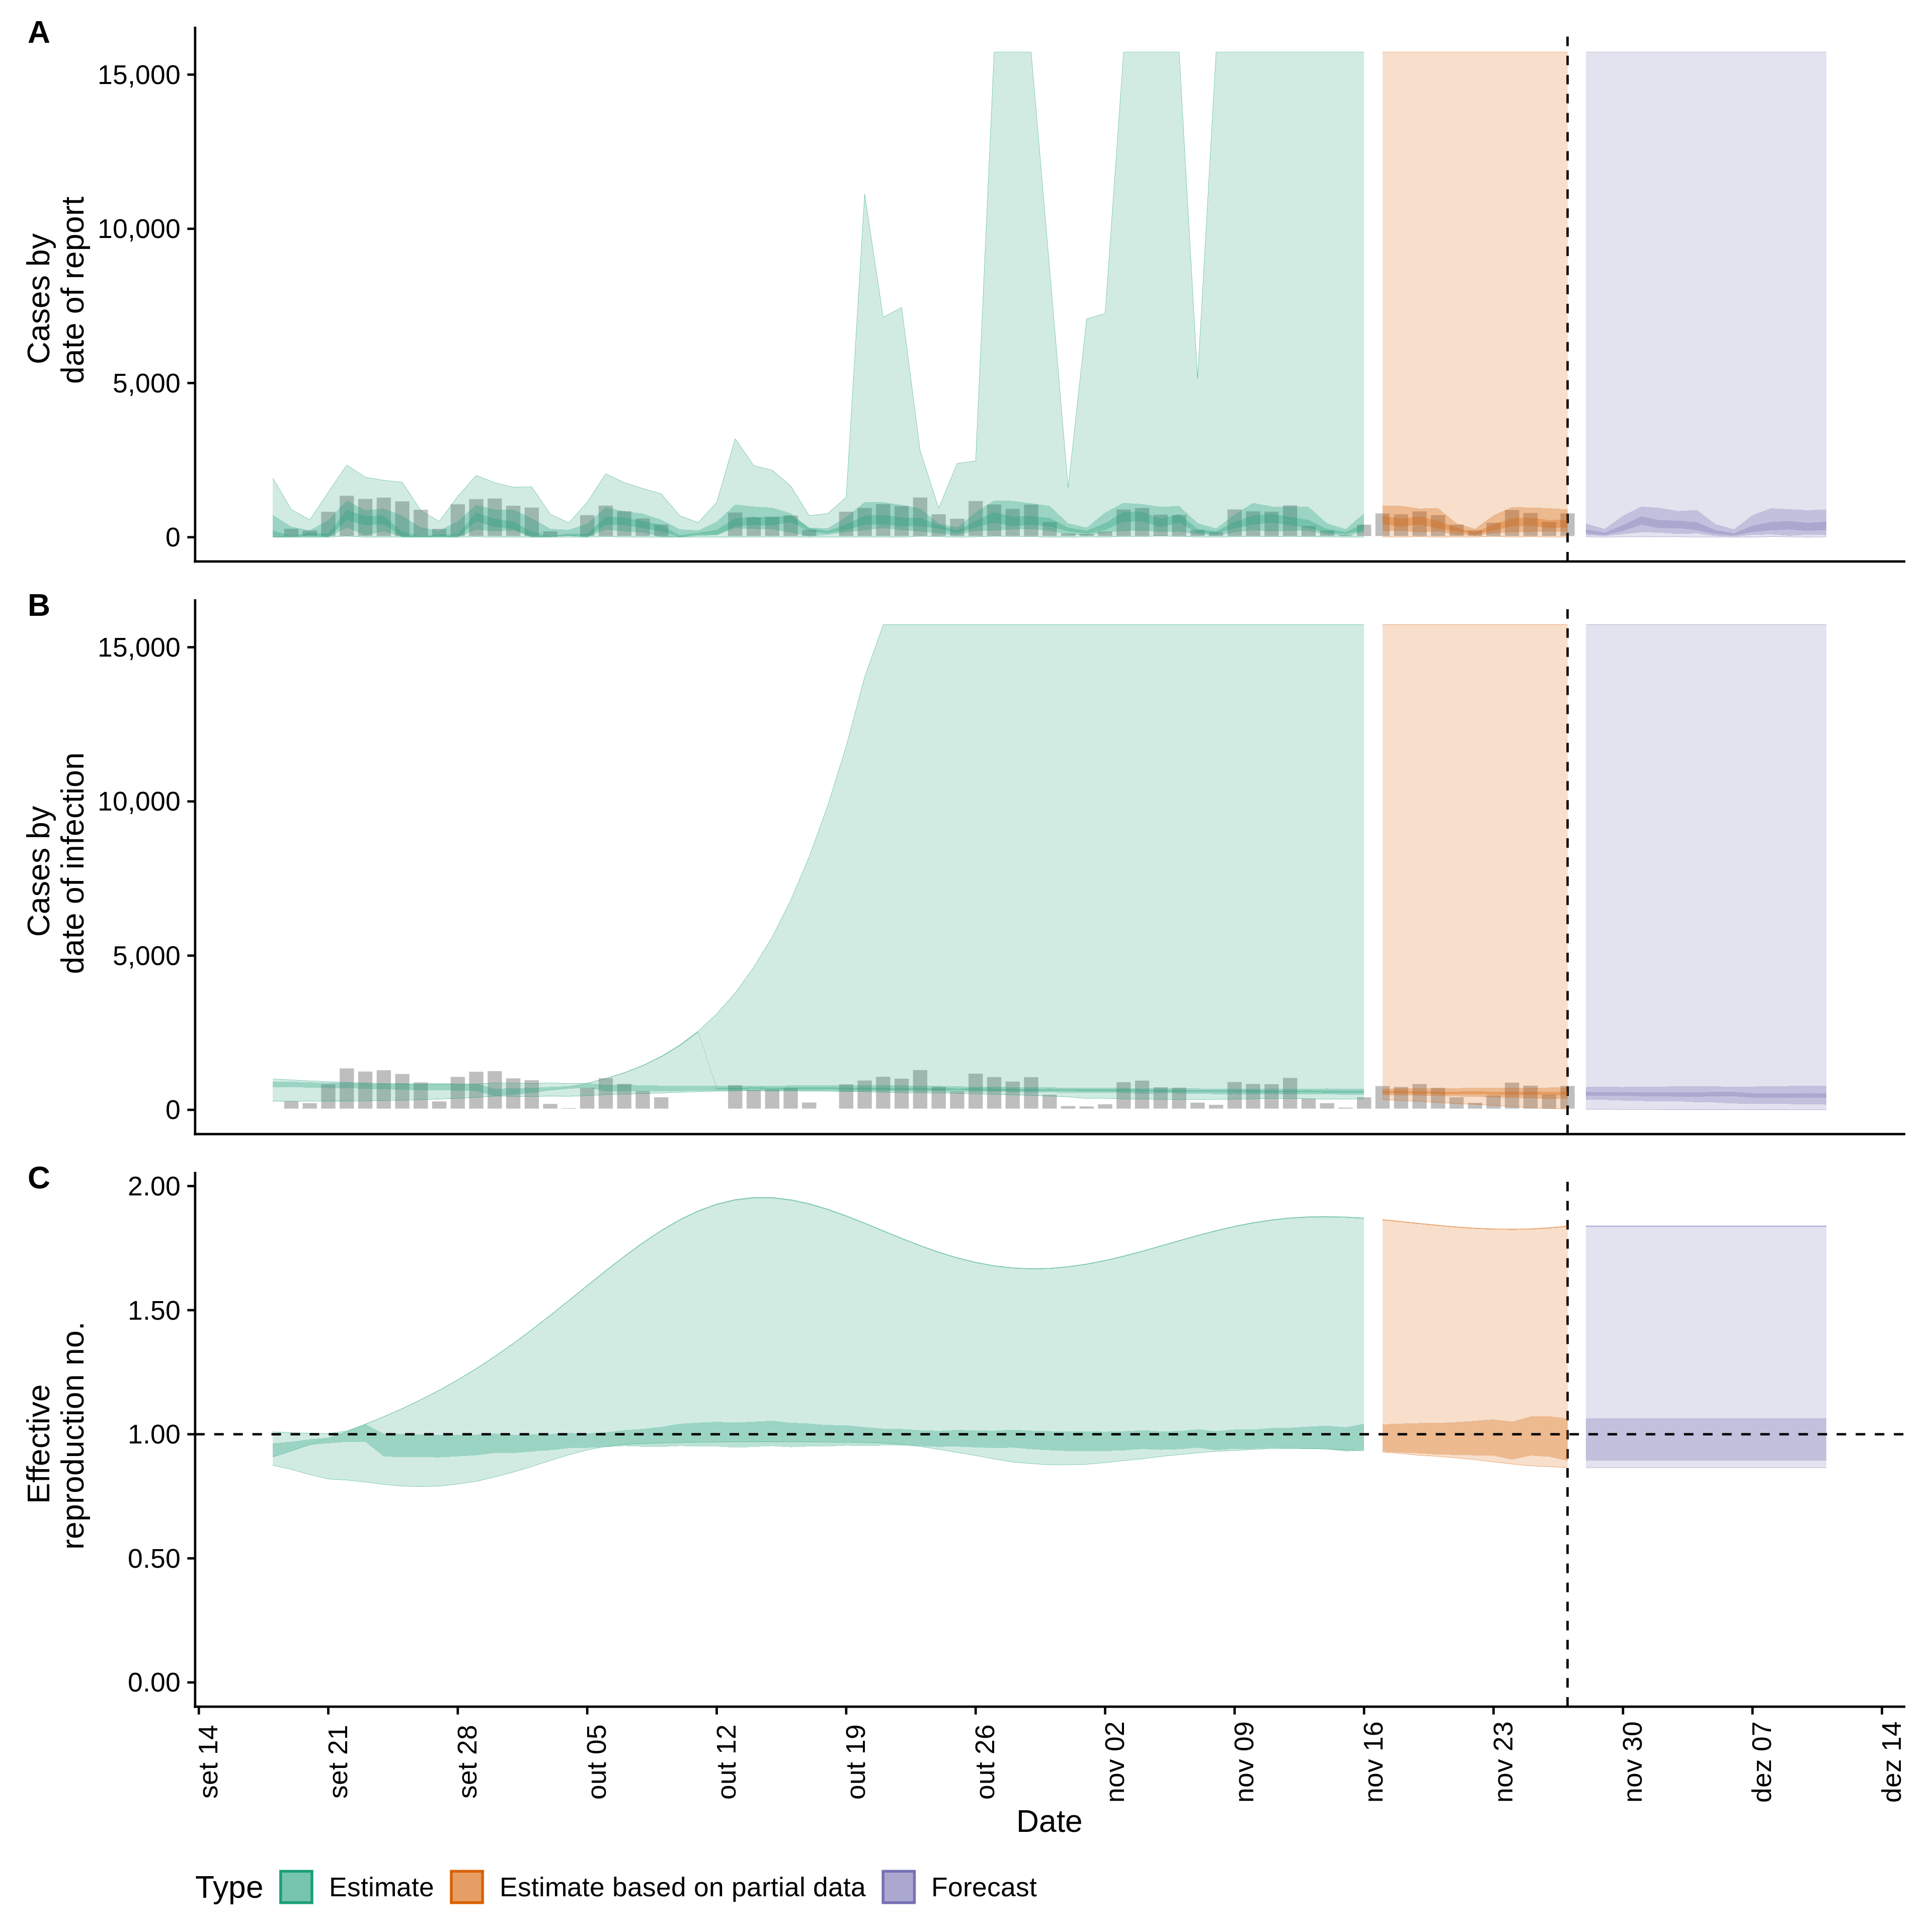 A
15,000
10,000
5,000
0
Cases by
date of report
B
15,000
10,000
5,000
0
Cases by
date of infection
C
2.00
1.50
1.00
0.50
0.00
Effective
reproduction no.
set 14
set 21
set 28
out 05
out 12
out 19
out 26
nov 02
nov 09
nov 16
nov 23
nov 30
dez 07
dez 14
Date
Type Estimate Estimate based on partial data Forecast